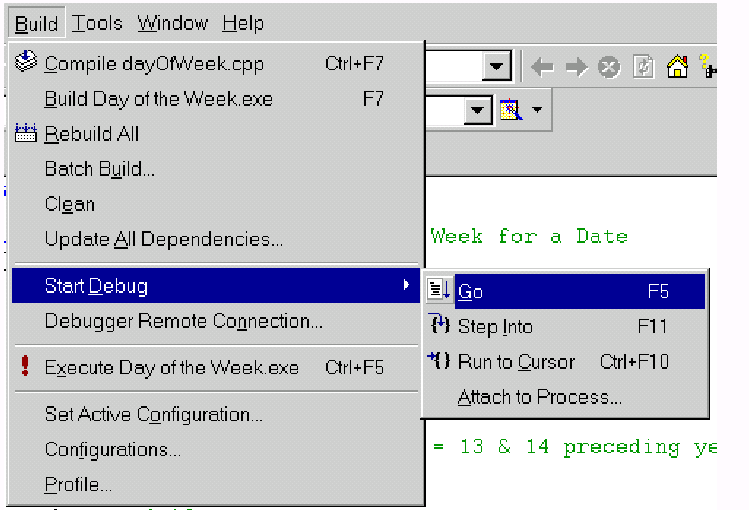 Build Tools Window Help
Compile dayOfWeek.cpp Ctrl+F7
Build Day of the Week.exe F7
Rebuild All
Batch Build...
Clean
Update All Dependencies...
Week for a Date
Start Debug
Go F5
Debugger Remote Connection...
Step Into F11
Execute Day of the Week.exe Ctrl+F5
Run to Cursor Ctrl+F10
Attach to Process...
Set Active Configuration...
Configurations...
= 13 & 14 preceding ye
Profile...